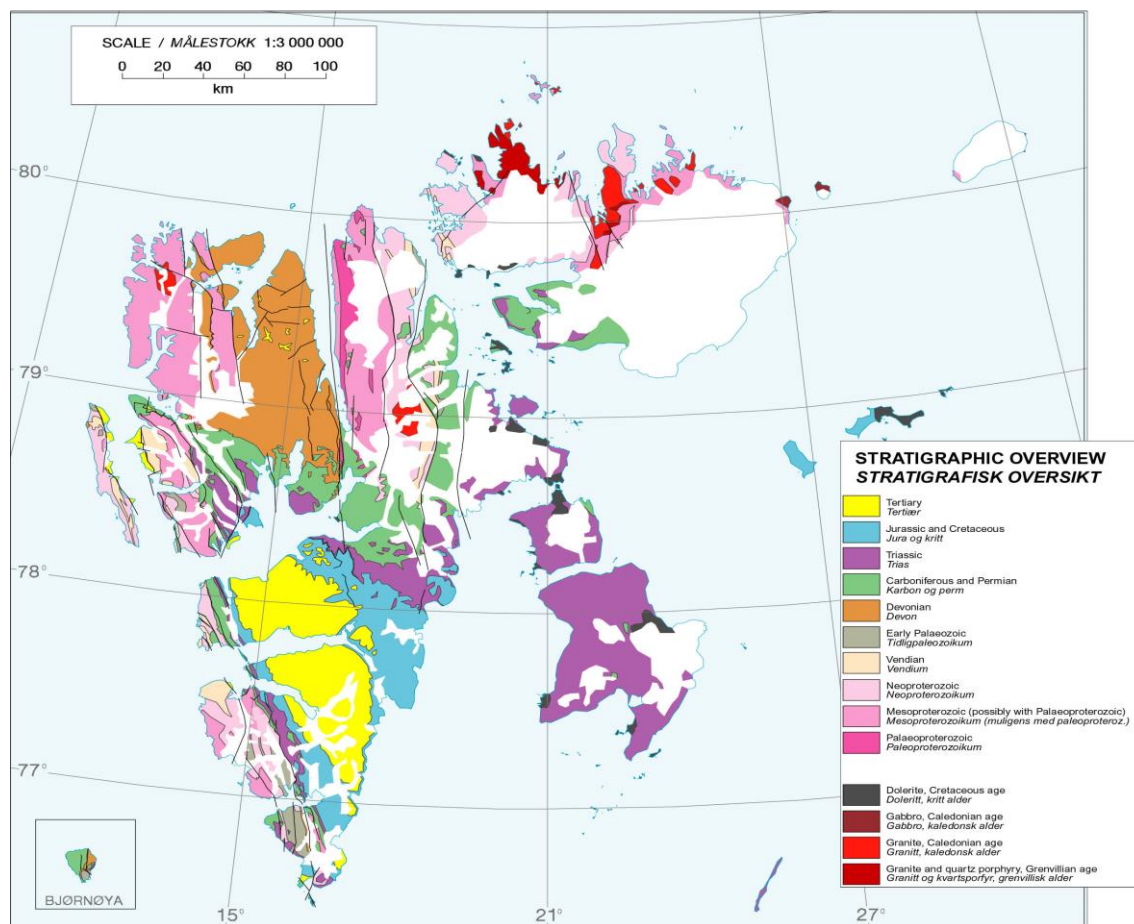 SCALE / MÅLESTOKK 1:3 000 000
0 20 40 60 80 100
km
80°
79°
78°
77°
15°
21°
27°
BJØRNØYA
STRATIGRAPHIC OVERVIEW
STRATIGRAFISK OVERSIKT
Tertiary
Tertiær
Jurassic and Cretaceous
Jura og kritt
Triassic
Trias
Carboniferous and Permian
Karbon og perm
Devonian
Devon
Early Palaeozoic
Tidligpaleozoikum
Vendian
Vendium
Neoproterozoic
Neoproterozoikum
Mesoproterozoic (possibly with Palaeoproterozoic)
Mesoproterozoikum (muligens med paleoproteroz.)
Palaeoproterozoic
Paleoproterozoikum
Dolerite, Cretaceous age
Doleritt, kritt alder
Gabbro, Caledonian age
Gabbro, kaledonsk alder
Granite, Caledonian age
Granitt, kaledonsk alder
Granite and quartz porphyry, Grenvillian age
Granitt og kvartsporfyr, grenvillisk alder